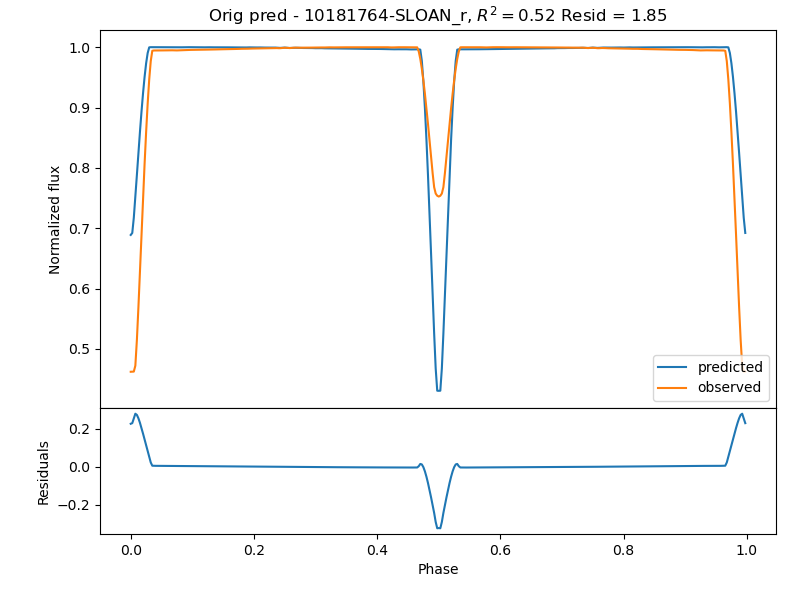 Orig pred - 10181764-SLOAN_r, R² = 0.52 Resid = 1.85
Normalized flux
1.0
0.9
0.8
0.7
0.6
0.5
predicted
observed
Residuals
0.2
0.0
−0.2
0.0 0.2 0.4 0.6 0.8 1.0
Phase